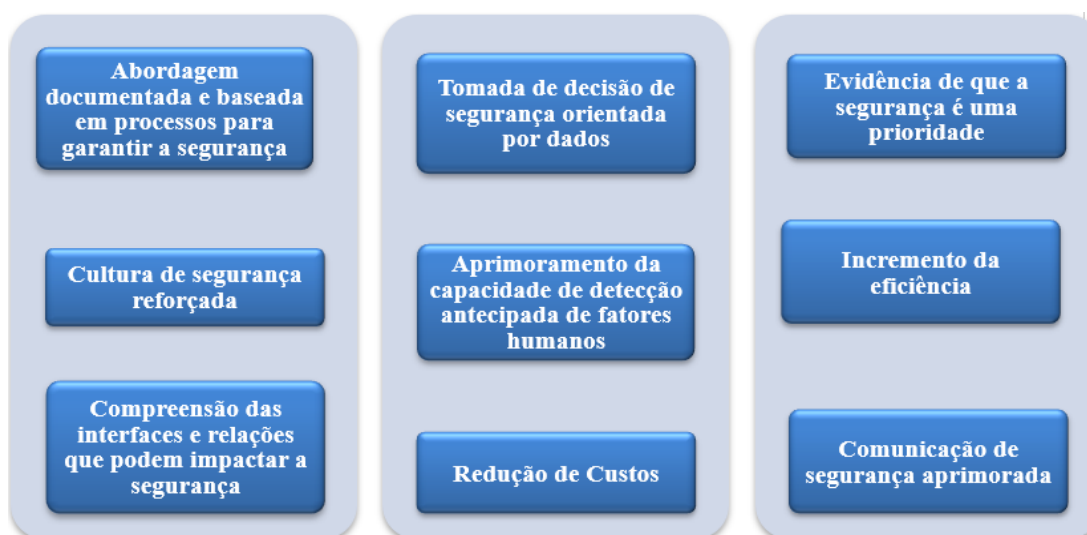 Abordagem
documentada e baseada
em processos para
garantir a segurança
Cultura de segurança
reforçada
Compreensão das
interfaces e relações
que podem impactar a
segurança
Tomada de decisão de
segurança orientada
por dados
Aprimoramento da
capacidade de detecção
antecipada de fatores
humanos
Redução de Custos
Evidência de que a
segurança é uma
prioridade
Incremento da
eficiência
Comunicação de
segurança aprimorada